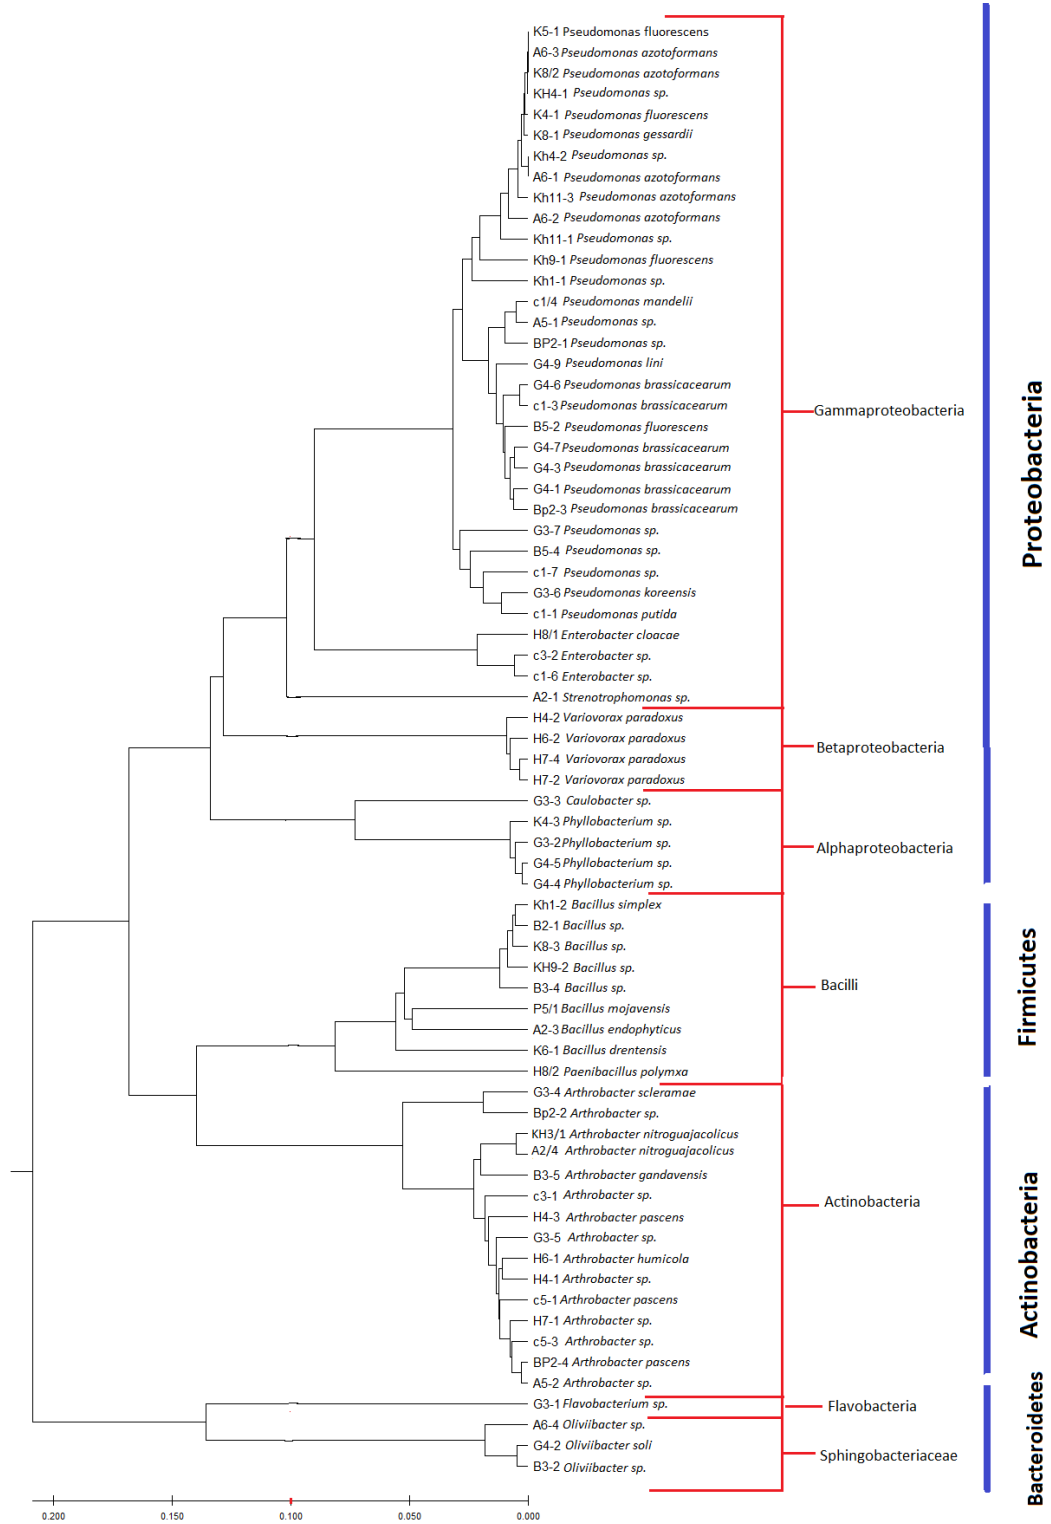 K5-1 Pseudomonas fluorescens
A6-3 Pseudomonas azotoformans
K8/2 Pseudomonas azotoformans
KH4-1 Pseudomonas sp.
K4-1 Pseudomonas fluorescens
K8-1 Pseudomonas gessardii
Kh4-2 Pseudomonas sp.
A6-1 Pseudomonas azotoformans
Kh11-3 Pseudomonas azotoformans
A6-2 Pseudomonas azotoformans
Kh11-1 Pseudomonas sp.
Kh9-1 Pseudomonas fluorescens
Kh1-1 Pseudomonas sp.
c1/4 Pseudomonas mandelii
A5-1 Pseudomonas sp.
BP2-1 Pseudomonas sp.
G4-9 Pseudomonas lini
G4-6 Pseudomonas brassicacearum
c1-3 Pseudomonas brassicacearum
Gammaproteobacteria
B5-2 Pseudomonas fluorescens
G4-7 Pseudomonas brassicacearum
G4-3 Pseudomonas brassicacearum
G4-1 Pseudomonas brassicacearum
Bp2-3 Pseudomonas brassicacearum
Proteobacteria
G3-7 Pseudomonas sp.
B5-4 Pseudomonas sp.
c1-7 Pseudomonas sp.
G3-6 Pseudomonas koreensis
c1-1 Pseudomonas putida
H8/1 Enterobacter cloacae
c3-2 Enterobacter sp.
c1-6 Enterobacter sp.
A2-1 Strenotrophomonas sp.
H4-2 Variovorax paradoxus
H6-2 Variovorax paradoxus
Betaproteobacteria
H7-4 Variovorax paradoxus
H7-2 Variovorax paradoxus
G3-3 Caulobacter sp.
K4-3 Phyllobacterium sp.
G3-2 Phyllobacterium sp.
Alphaproteobacteria
G4-5 Phyllobacterium sp.
G4-4 Phyllobacterium sp.
Kh1-2 Bacillus simplex
B2-1 Bacillus sp.
K8-3 Bacillus sp.
KH9-2 Bacillus sp.
B3-4 Bacillus sp.
Bacilli
Firmicutes
P5/1 Bacillus mojavensis
A2-3 Bacillus endophyticus
K6-1 Bacillus drentensis
H8/2 Paenibacillus polymxa
G3-4 Arthrobacter scleramae
Bp2-2 Arthrobacter sp.
KH3/1 Arthrobacter nitroguajacolicus
A2/4 Arthrobacter nitroguajacolicus
B3-5 Arthrobacter gandavensis
c3-1 Arthrobacter sp.
Actinobacteria
H4-3 Arthrobacter pascens
G3-5 Arthrobacter sp.
H6-1 Arthrobacter humicola
Actinobacteria
H4-1 Arthrobacter sp.
c5-1 Arthrobacter pascens
H7-1 Arthrobacter sp.
c5-3 Arthrobacter sp.
BP2-4 Arthrobacter pascens
A5-2 Arthrobacter sp.
G3-1 Flavobacterium sp.
Flavobacteria
A6-4 Oliviibacter sp.
G4-2 Oliviibacter soli
Bacteroidetes
Sphingobacteriaceae
B3-2 Oliviibacter sp.
0.200 0.150 0.100 0.050 0.000